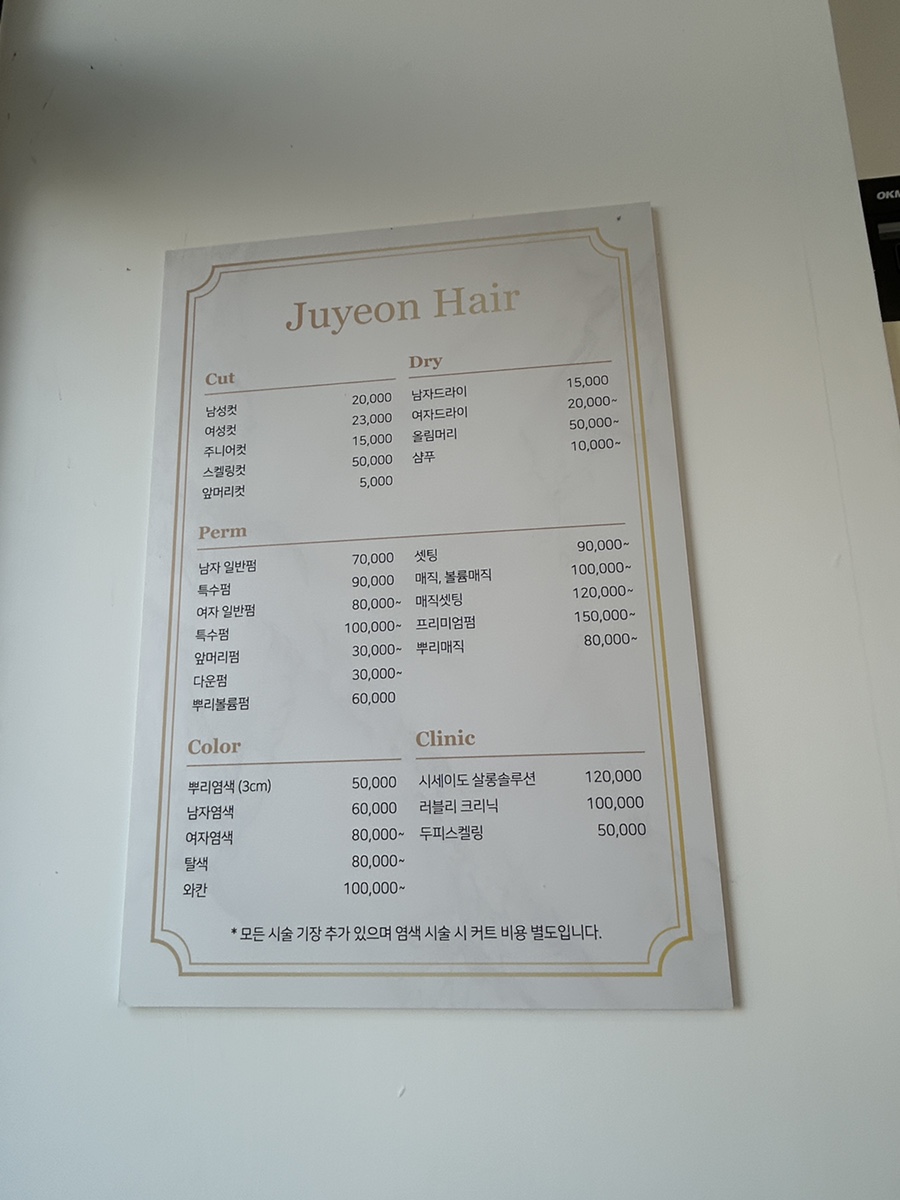 Juyeon Hair
Cut
남성컷 20,000
여성컷 23,000
주니어컷 15,000
스켈링컷 50,000
앞머리컷 5,000
Dry
남자드라이 15,000
여자드라이 20,000~
올림머리 50,000~
샴푸 10,000~
Perm
남자 일반펌 70,000
특수펌 90,000
여자 일반펌 80,000~
특수펌 100,000~
앞머리펌 30,000~
다운펌 30,000~
뿌리볼륨펌 60,000
셋팅 90,000~
매직, 볼륨매직 100,000~
매직셋팅 120,000~
프리미엄펌 150,000~
뿌리매직 80,000~
Color
뿌리염색 (3cm) 50,000
남자염색 60,000
여자염색 80,000~
탈색 80,000~
와칸 100,000~
Clinic
시세이도 살롱솔루션 120,000
러블리 크리닉 100,000
두피스켈링 50,000
* 모든 시술 기장 추가 있으며 염색 시술 시 커트 비용 별도입니다.